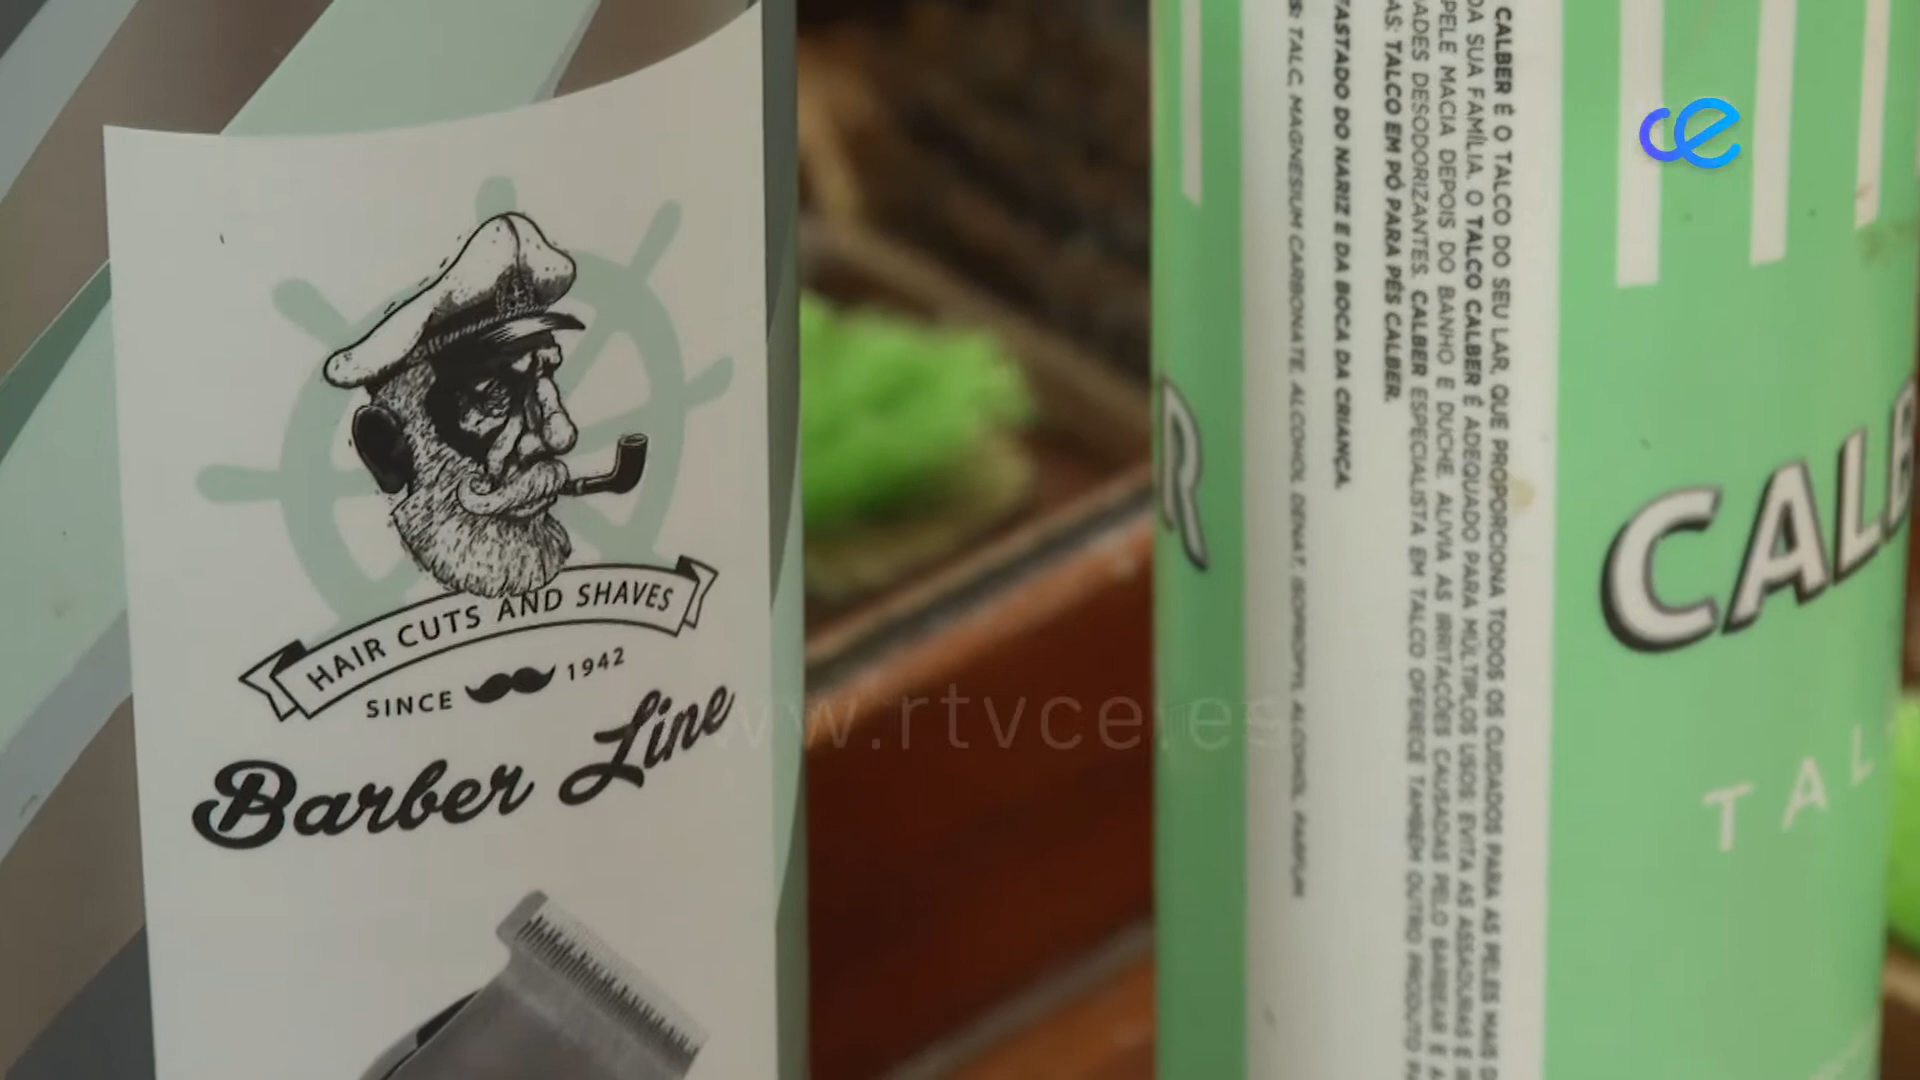 HAIR CUTS AND SHAVES
SINCE 1942
Barber Line
www.rtvce.es
R
CALBER É O TALCO DO SEU LAR, QUE PROPORCIONA TODOS OS CUIDADOS PARA AS PELES MAIS
DA SUA FAMÍLIA. O TALCO CALBER É ADEQUADO PARA MÚLTIPLOS USOS: EVITA AS ASSADURAS E
PELE MACIA DEPOIS DO BANHO E DUCHE. ALIVIA AS IRRITAÇÕES CAUSADAS PELO BARBEAR E
ADES DESODORIZANTES. CALBER ESPECIALISTA EM TALCO OFERECE TAMBÉM OUTRO PRODUTO
AS: TALCO EM PÓ PARA PÉS CALBER.
FASTADO DO NARIZ E DA BOCA DA CRIANÇA.
S: TALC, MAGNESIUM CARBONATE, ALCOHOL DENAT, ISOPROPYL ALCOHOL, PARFUM
CALB
TAL
ce